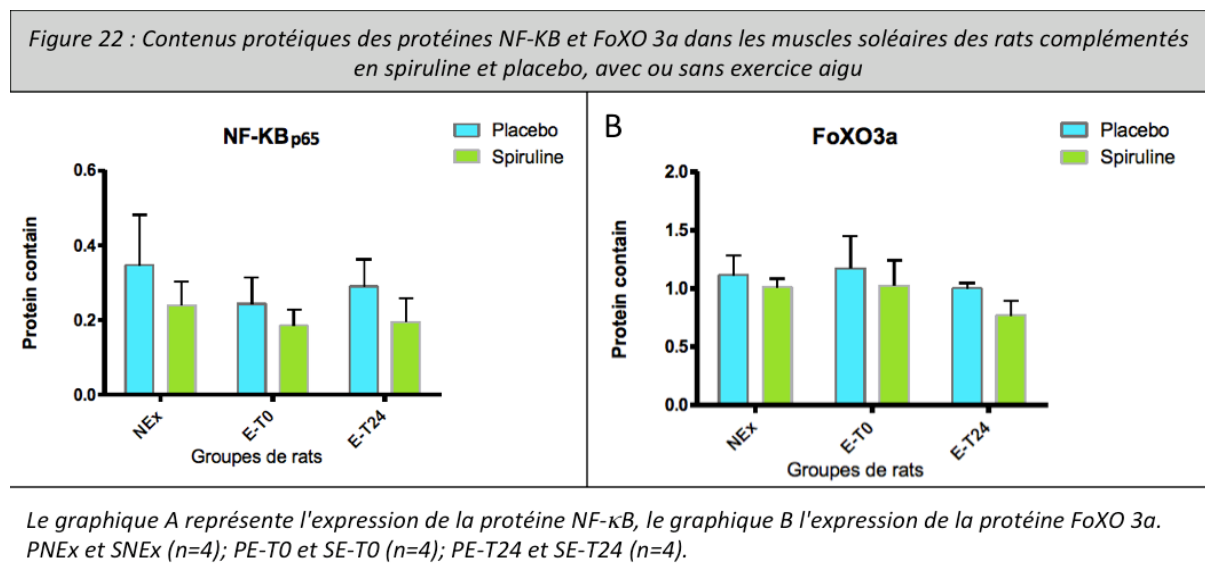 Figure 22 : Contenus protéiques des protéines NF-KB et FoXO 3a dans les muscles soléaires des rats complémentés
en spiruline et placebo, avec ou sans exercice aigu
NF-KBp65
Placebo
Spiruline
0.6
0.4
0.2
0.0
Protein contain
NEx
E-T0
E-T24
Groupes de rats
B
FoXO3a
Placebo
Spiruline
2.0
1.5
1.0
0.5
0.0
Protein contain
NEx
E-T0
E-T24
Groupes de rats
Le graphique A représente l'expression de la protéine NF-κB, le graphique B l'expression de la protéine FoXO 3a.
PNEx et SNEx (n=4); PE-T0 et SE-T0 (n=4); PE-T24 et SE-T24 (n=4).